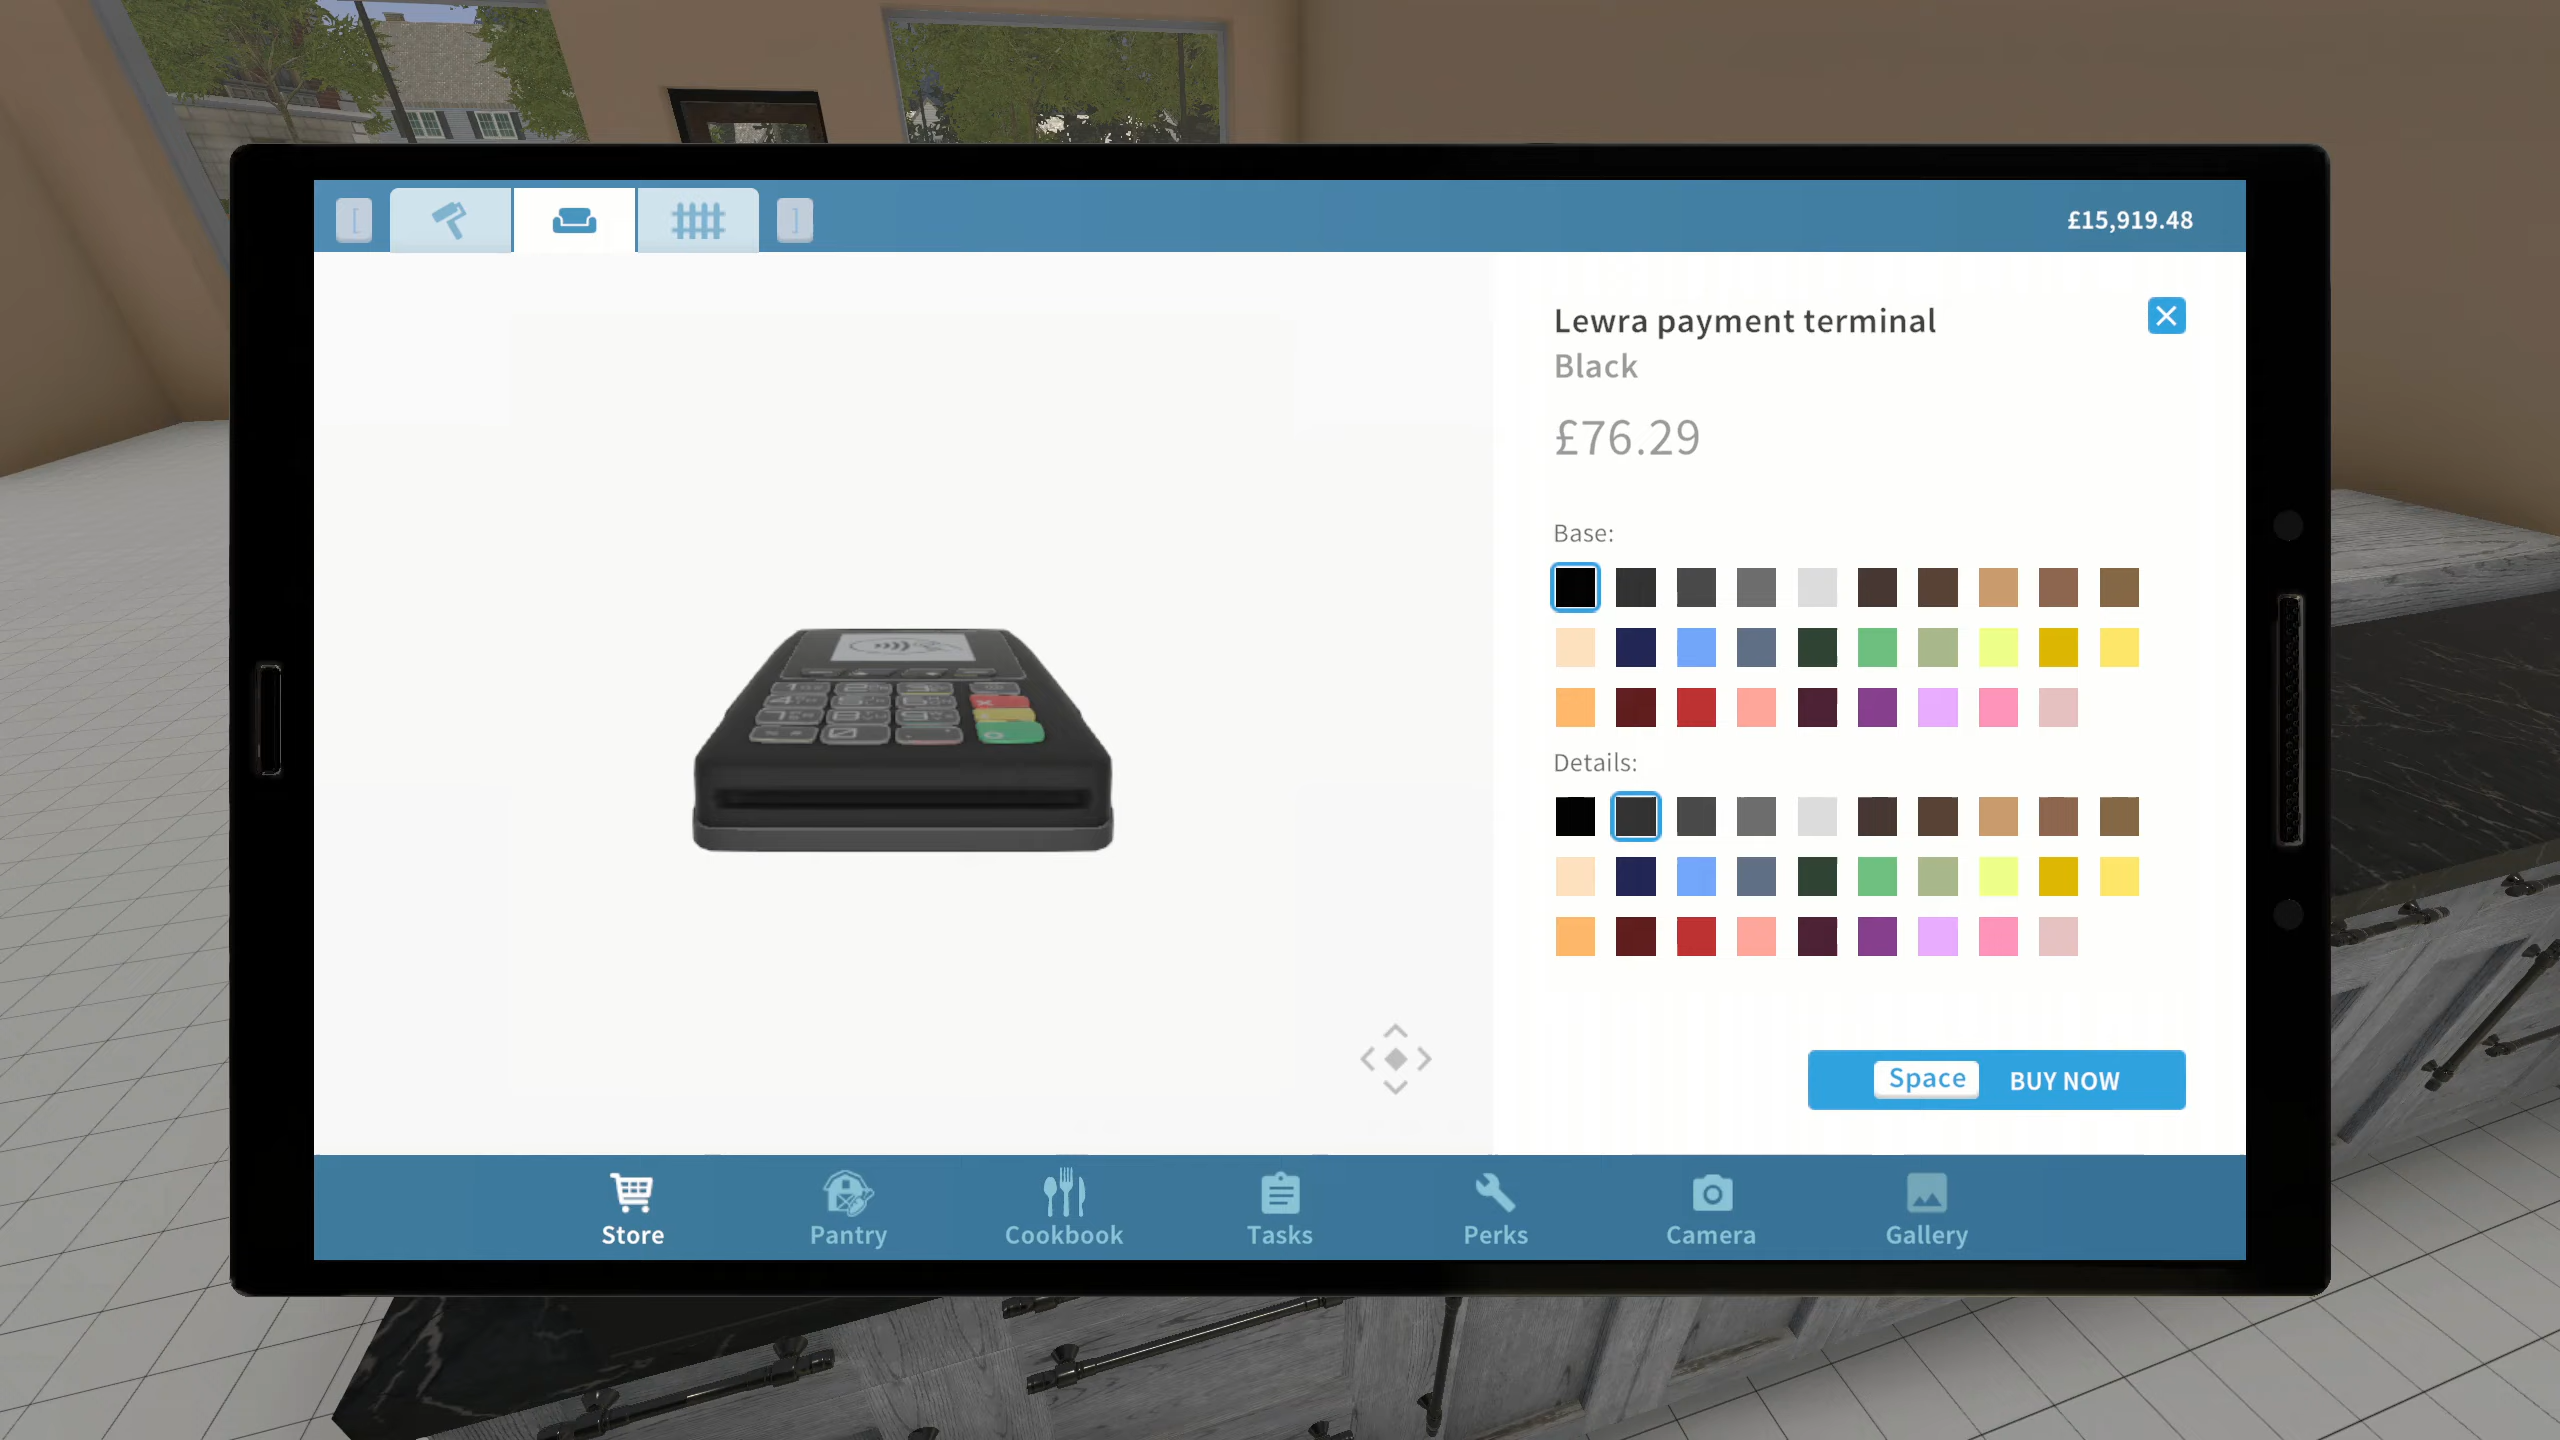 [
]
£15,919.48
Lewra payment terminal
Black
£76.29
Base:
Details:
Space BUY NOW
Store
Pantry
Cookbook
Tasks
Perks
Camera
Gallery